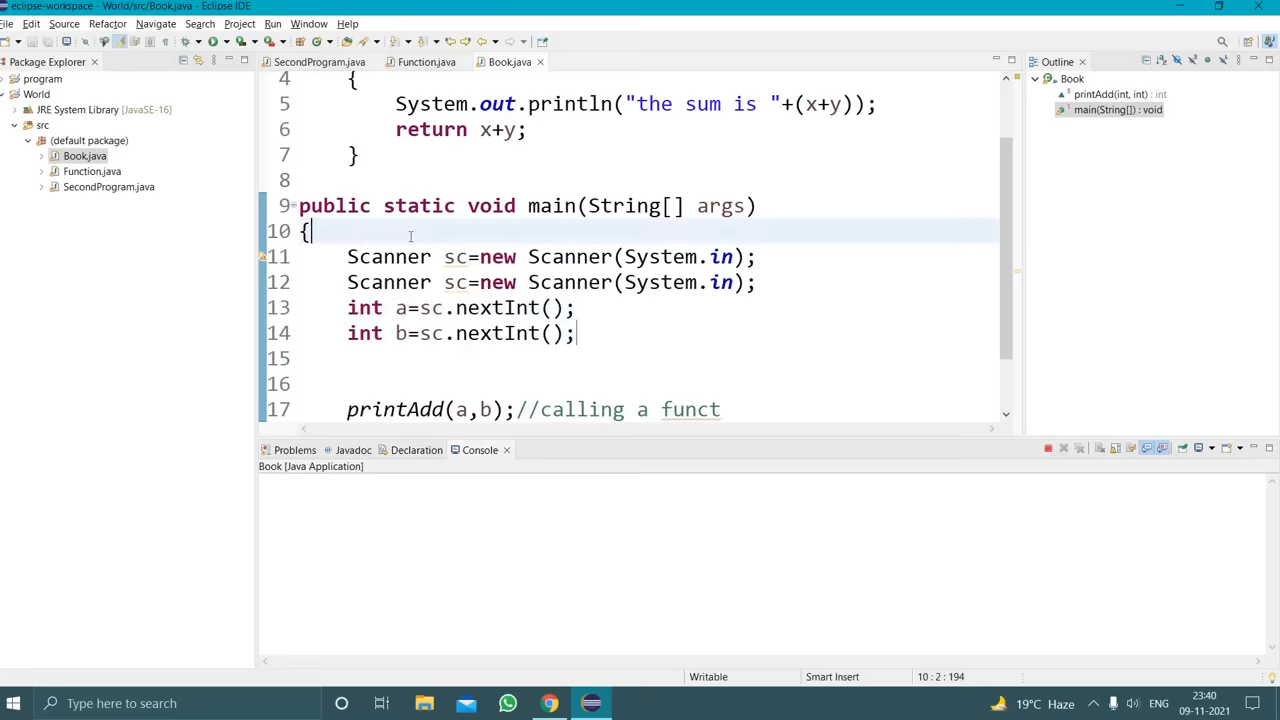 eclipse-workspace - World/src/Book.java - Eclipse IDE
File Edit Source Refactor Navigate Search Project Run Window Help
Package Explorer
SecondProgram.java Function.java Book.java
Outline
program
World
JRE System Library [JavaSE-16]
src
(default package)
Book.java
Function.java
SecondProgram.java
4 {
5 System.out.println("the sum is "+(x+y));
6 return x+y;
7 }
8
9 public static void main(String[] args)
10 {
11 Scanner sc=new Scanner(System.in);
12 Scanner sc=new Scanner(System.in);
13 int a=sc.nextInt();
14 int b=sc.nextInt();
15
16
17 printAdd(a,b);//calling a funct
Book
printAdd(int, int) : int
main(String[]) : void
Problems Javadoc Declaration Console
Book [Java Application]
Writable Smart Insert 10 : 2 : 194
Type here to search
19°C Haze ENG 23:40
09-11-2021